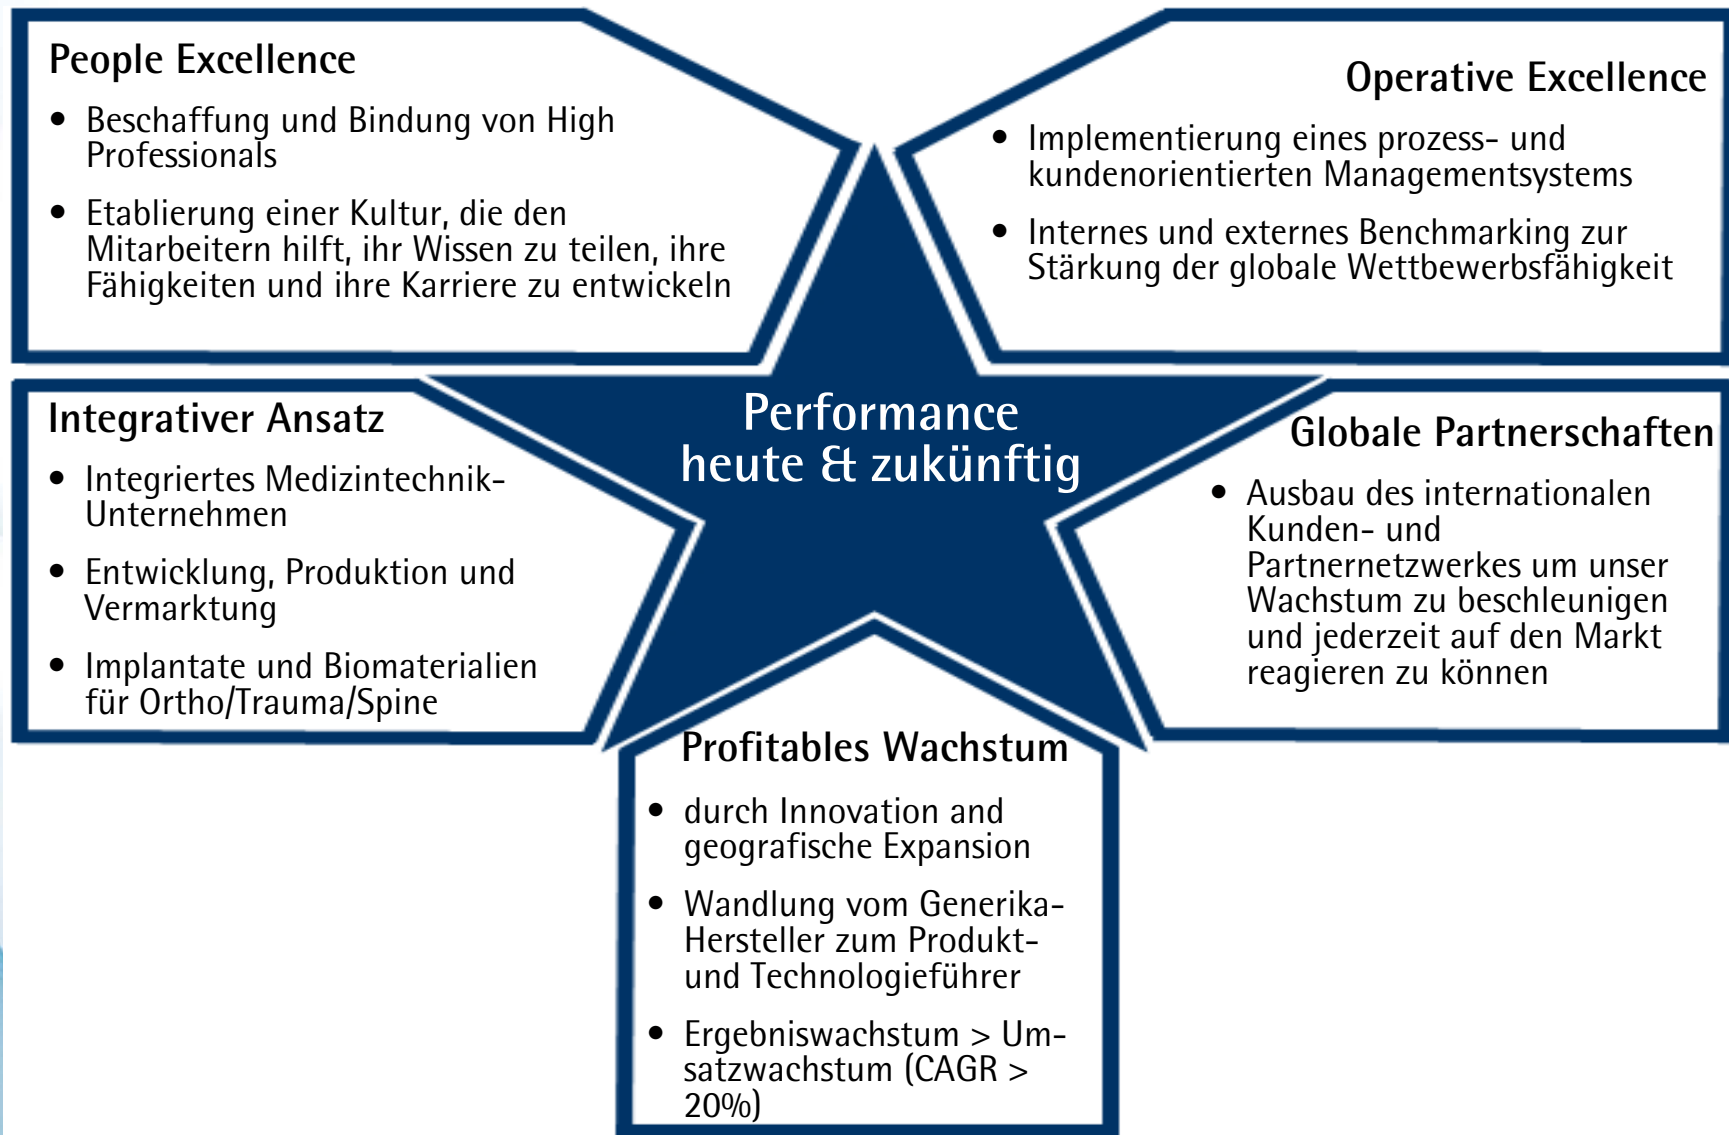 People Excellence
• Beschaffung und Bindung von High
Professionals
• Etablierung einer Kultur, die den
Mitarbeitern hilft, ihr Wissen zu teilen, ihre
Fähigkeiten und ihre Karriere zu entwickeln
Operative Excellence
• Implementierung eines prozess- und
kundenorientierten Managementsystems
• Internes und externes Benchmarking zur
Stärkung der globale Wettbewerbsfähigkeit
Performance
heute & zukünftig
Integrativer Ansatz
• Integriertes Medizintechnik-
Unternehmen
• Entwicklung, Produktion und
Vermarktung
• Implantate und Biomaterialien
für Ortho/Trauma/Spine
Globale Partnerschaften
• Ausbau des internationalen
Kunden- und
Partnernetzwerkes um unser
Wachstum zu beschleunigen
und jederzeit auf den Markt
reagieren zu können
Profitables Wachstum
• durch Innovation and
geografische Expansion
• Wandlung vom Generika-
Hersteller zum Produkt-
und Technologieführer
• Ergebniswachstum > Um-
satzwachstum (CAGR >
20%)